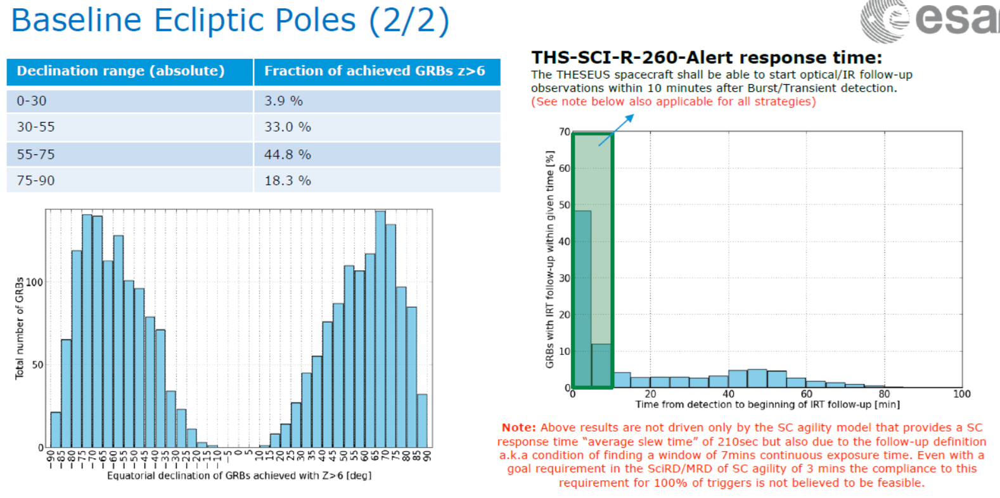 Baseline Ecliptic Poles (2/2)
esa
Declination range (absolute) Fraction of achieved GRBs z>6
0-30 3.9 %
30-55 33.0 %
55-75 44.8 %
75-90 18.3 %
Total number of GRBs
100
50
0
−90 −85 −80 −75 −70 −65 −60 −55 −50 −45 −40 −35 −30 −25 −20 −15 −10 −5 0 5 10 15 20 25 30 35 40 45 50 55 60 65 70 75 80 85 90
Equatorial declination of GRBs achieved with Z>6 [deg]
THS-SCI-R-260-Alert response time:
The THESEUS spacecraft shall be able to start optical/IR follow-up
observations within 10 minutes after Burst/Transient detection.
(See note below also applicable for all strategies)
GRBs with IRT follow-up within given time [%]
70
60
50
40
30
20
10
0
0 20 40 60 80 100
Time from detection to beginning of IRT follow-up [min]
Note: Above results are not driven only by the SC agility model that provides a SC
response time “average slew time” of 210sec but also due to the follow-up definition
a.k.a condition of finding a window of 7mins continuous exposure time. Even with a
goal requirement in the SciRD/MRD of SC agility of 3 mins the compliance to this
requirement for 100% of triggers is not believed to be feasible.